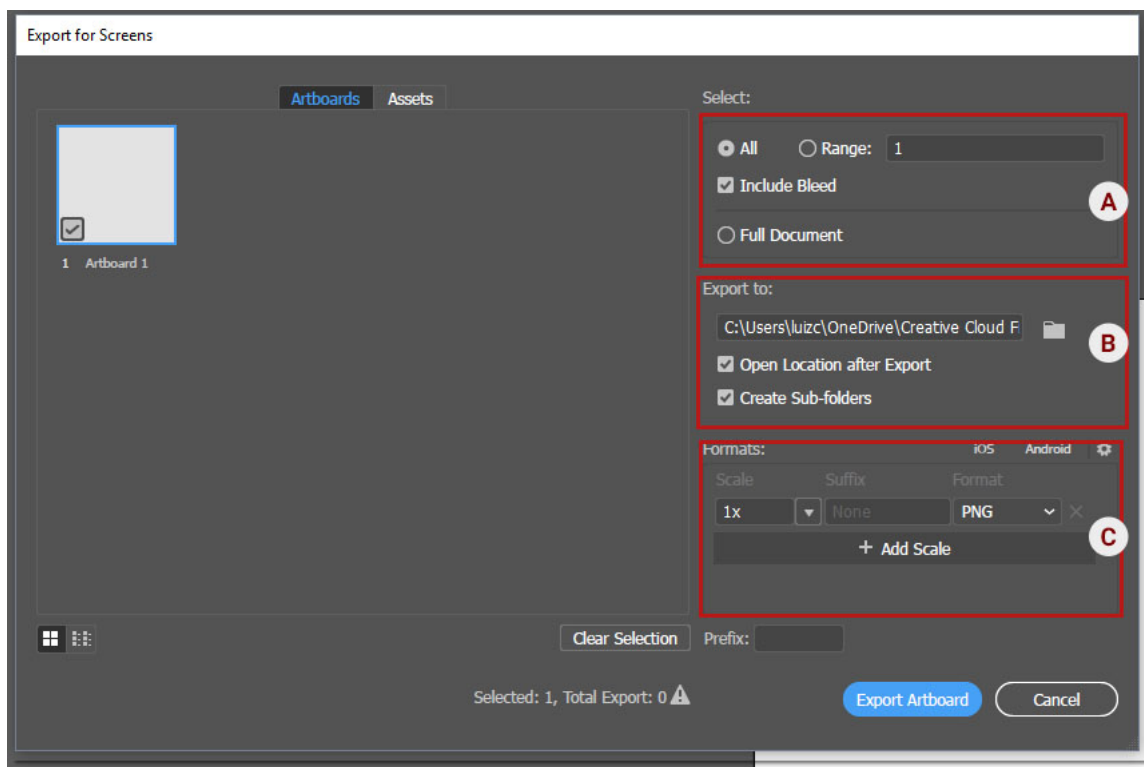 Export for Screens
Artboards Assets
1 Artboard 1
Clear Selection
Selected: 1, Total Export: 0
Select:
All Range: 1
Include Bleed
Full Document
A
Export to:
C:\Users\luizc\OneDrive\Creative Cloud F
Open Location after Export
Create Sub-folders
B
Formats: iOS Android
Scale Suffix Format
1x None PNG
+ Add Scale
C
Prefix:
Export Artboard Cancel